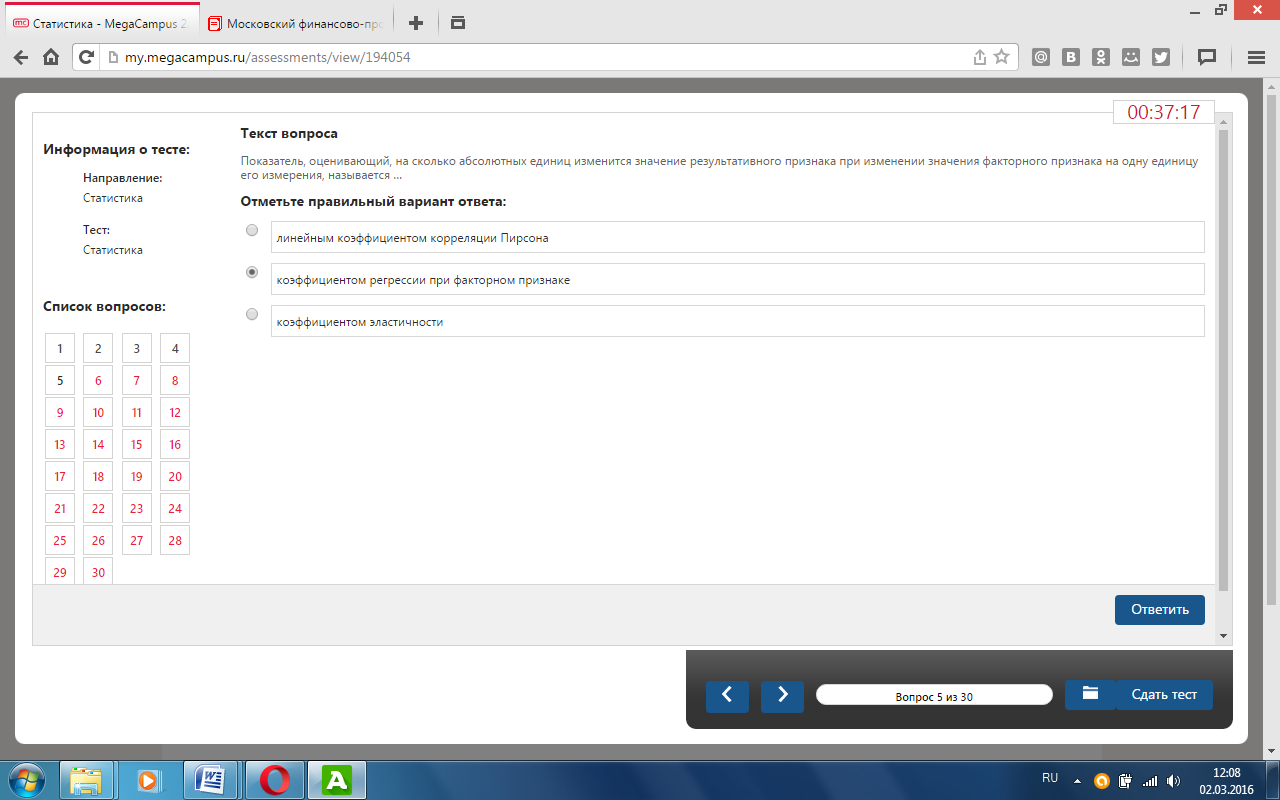 Статистика - MegaCampus 2
Московский финансово-про
my.megacampus.ru/assessments/view/194054
00:37:17
Информация о тесте:
Направление:
Статистика
Тест:
Статистика
Список вопросов:
1 2 3 4
5 6 7 8
9 10 11 12
13 14 15 16
17 18 19 20
21 22 23 24
25 26 27 28
29 30
Текст вопроса
Показатель, оценивающий, на сколько абсолютных единиц изменится значение результативного признака при изменении значения факторного признака на одну единицу
его измерения, называется ...
Отметьте правильный вариант ответа:
линейным коэффициентом корреляции Пирсона
коэффициентом регрессии при факторном признаке
коэффициентом эластичности
Ответить
Вопрос 5 из 30
Сдать тест
RU
12:08
02.03.2016